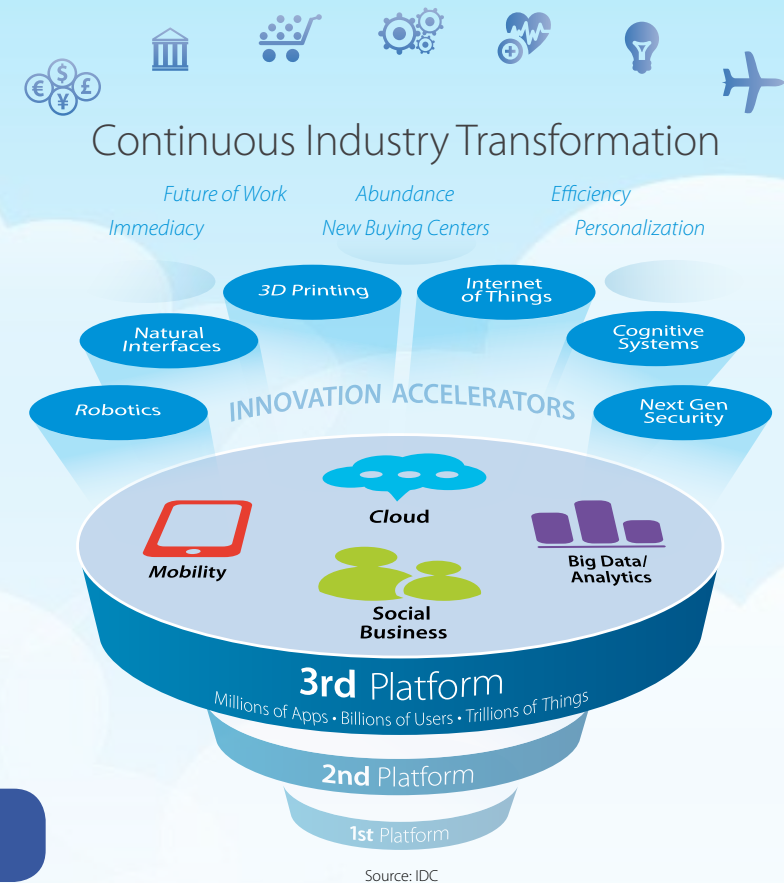 € $ £ ¥
Continuous Industry Transformation
Future of Work Abundance Efficiency
Immediacy New Buying Centers Personalization
3D Printing
Internet
of Things
Natural
Interfaces
Cognitive
Systems
Robotics
INNOVATION ACCELERATORS
Next Gen
Security
Cloud
Mobility
Big Data/
Analytics
Social
Business
3rd Platform
Millions of Apps • Billions of Users • Trillions of Things
2nd Platform
1st Platform
Source: IDC